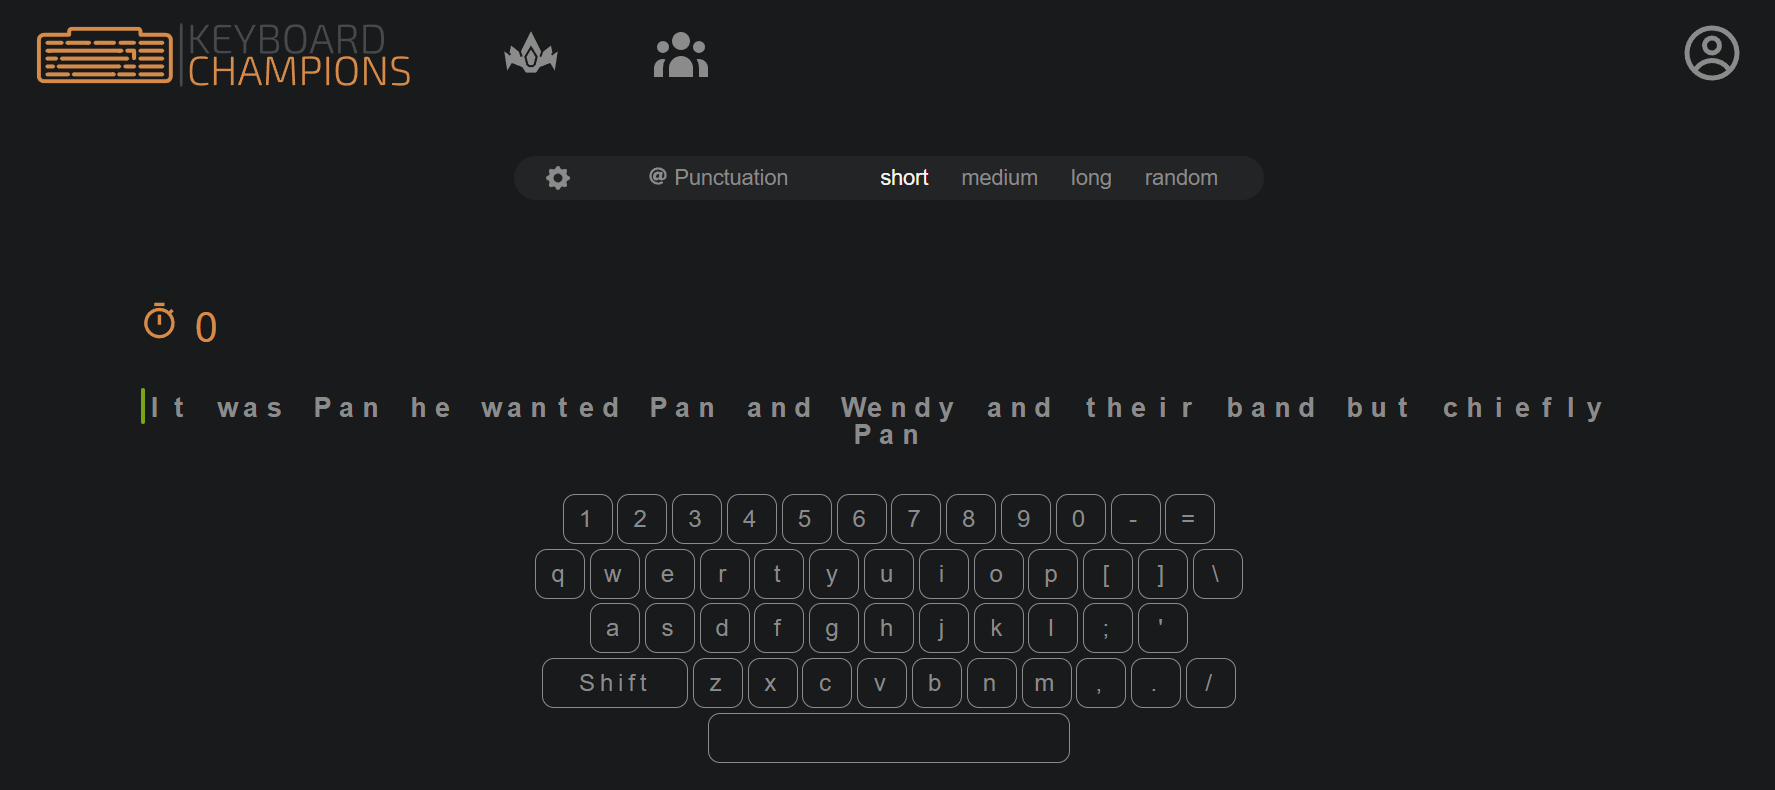 KEYBOARD
CHAMPIONS
@ Punctuation short medium long random
0
It was Pan he wanted Pan and Wendy and their band but chiefly
Pan
1 2 3 4 5 6 7 8 9 0 - =
q w e r t y u i o p [ ] \
a s d f g h j k l ; '
Shift z x c v b n m , . /